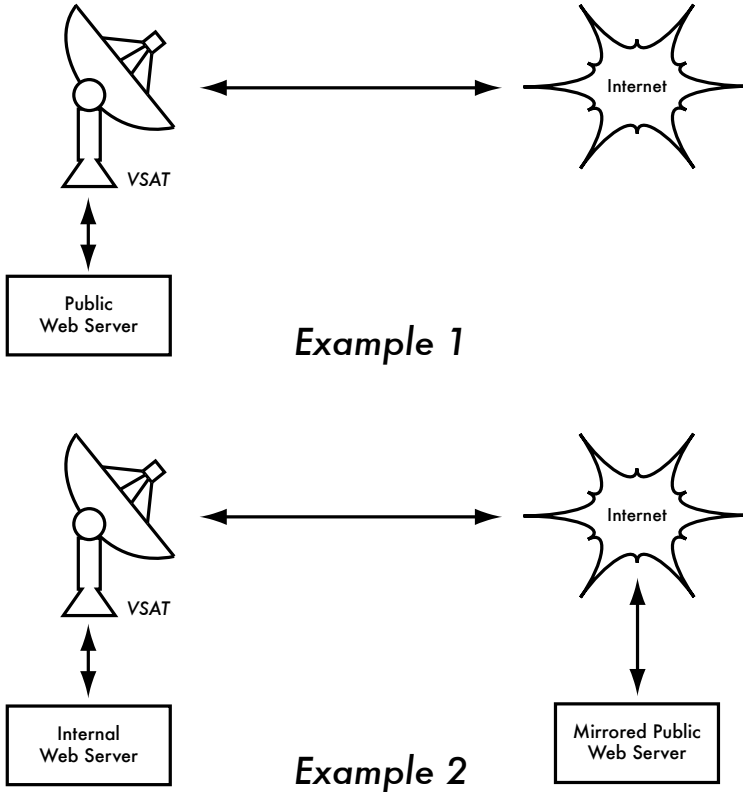 Internet
VSAT
Public
Web Server
Example 1
Internet
VSAT
Internal
Web Server
Mirrored Public
Web Server
Example 2